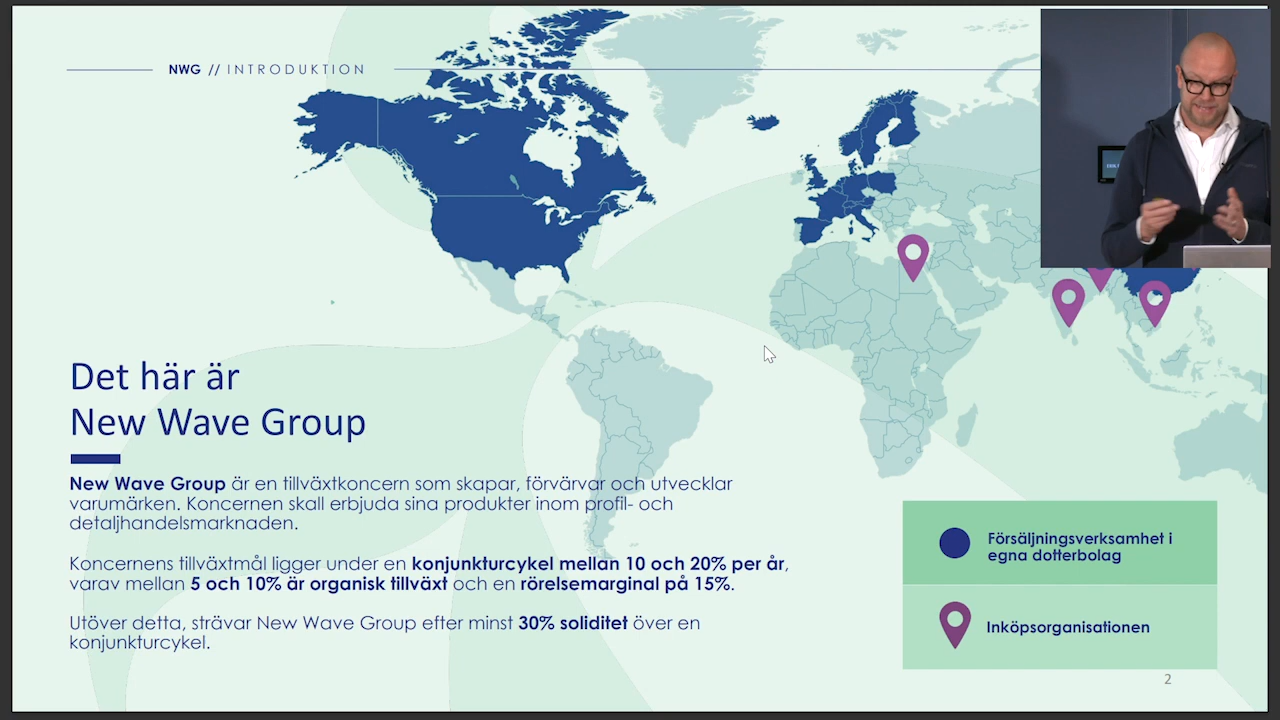 NWG // INTRODUKTION
Det här är
New Wave Group
New Wave Group är en tillväxtkoncern som skapar, förvärvar och utvecklar
varumärken. Koncernen skall erbjuda sina produkter inom profil- och
detaljhandelsmarknaden.
Koncernens tillväxtmål ligger under en konjunkturcykel mellan 10 och 20% per år,
varav mellan 5 och 10% är organisk tillväxt och en rörelsemarginal på 15%.
Utöver detta, strävar New Wave Group efter minst 30% soliditet över en
konjunkturcykel.
Försäljningsverksamhet i
egna dotterbolag
Inköpsorganisationen
2